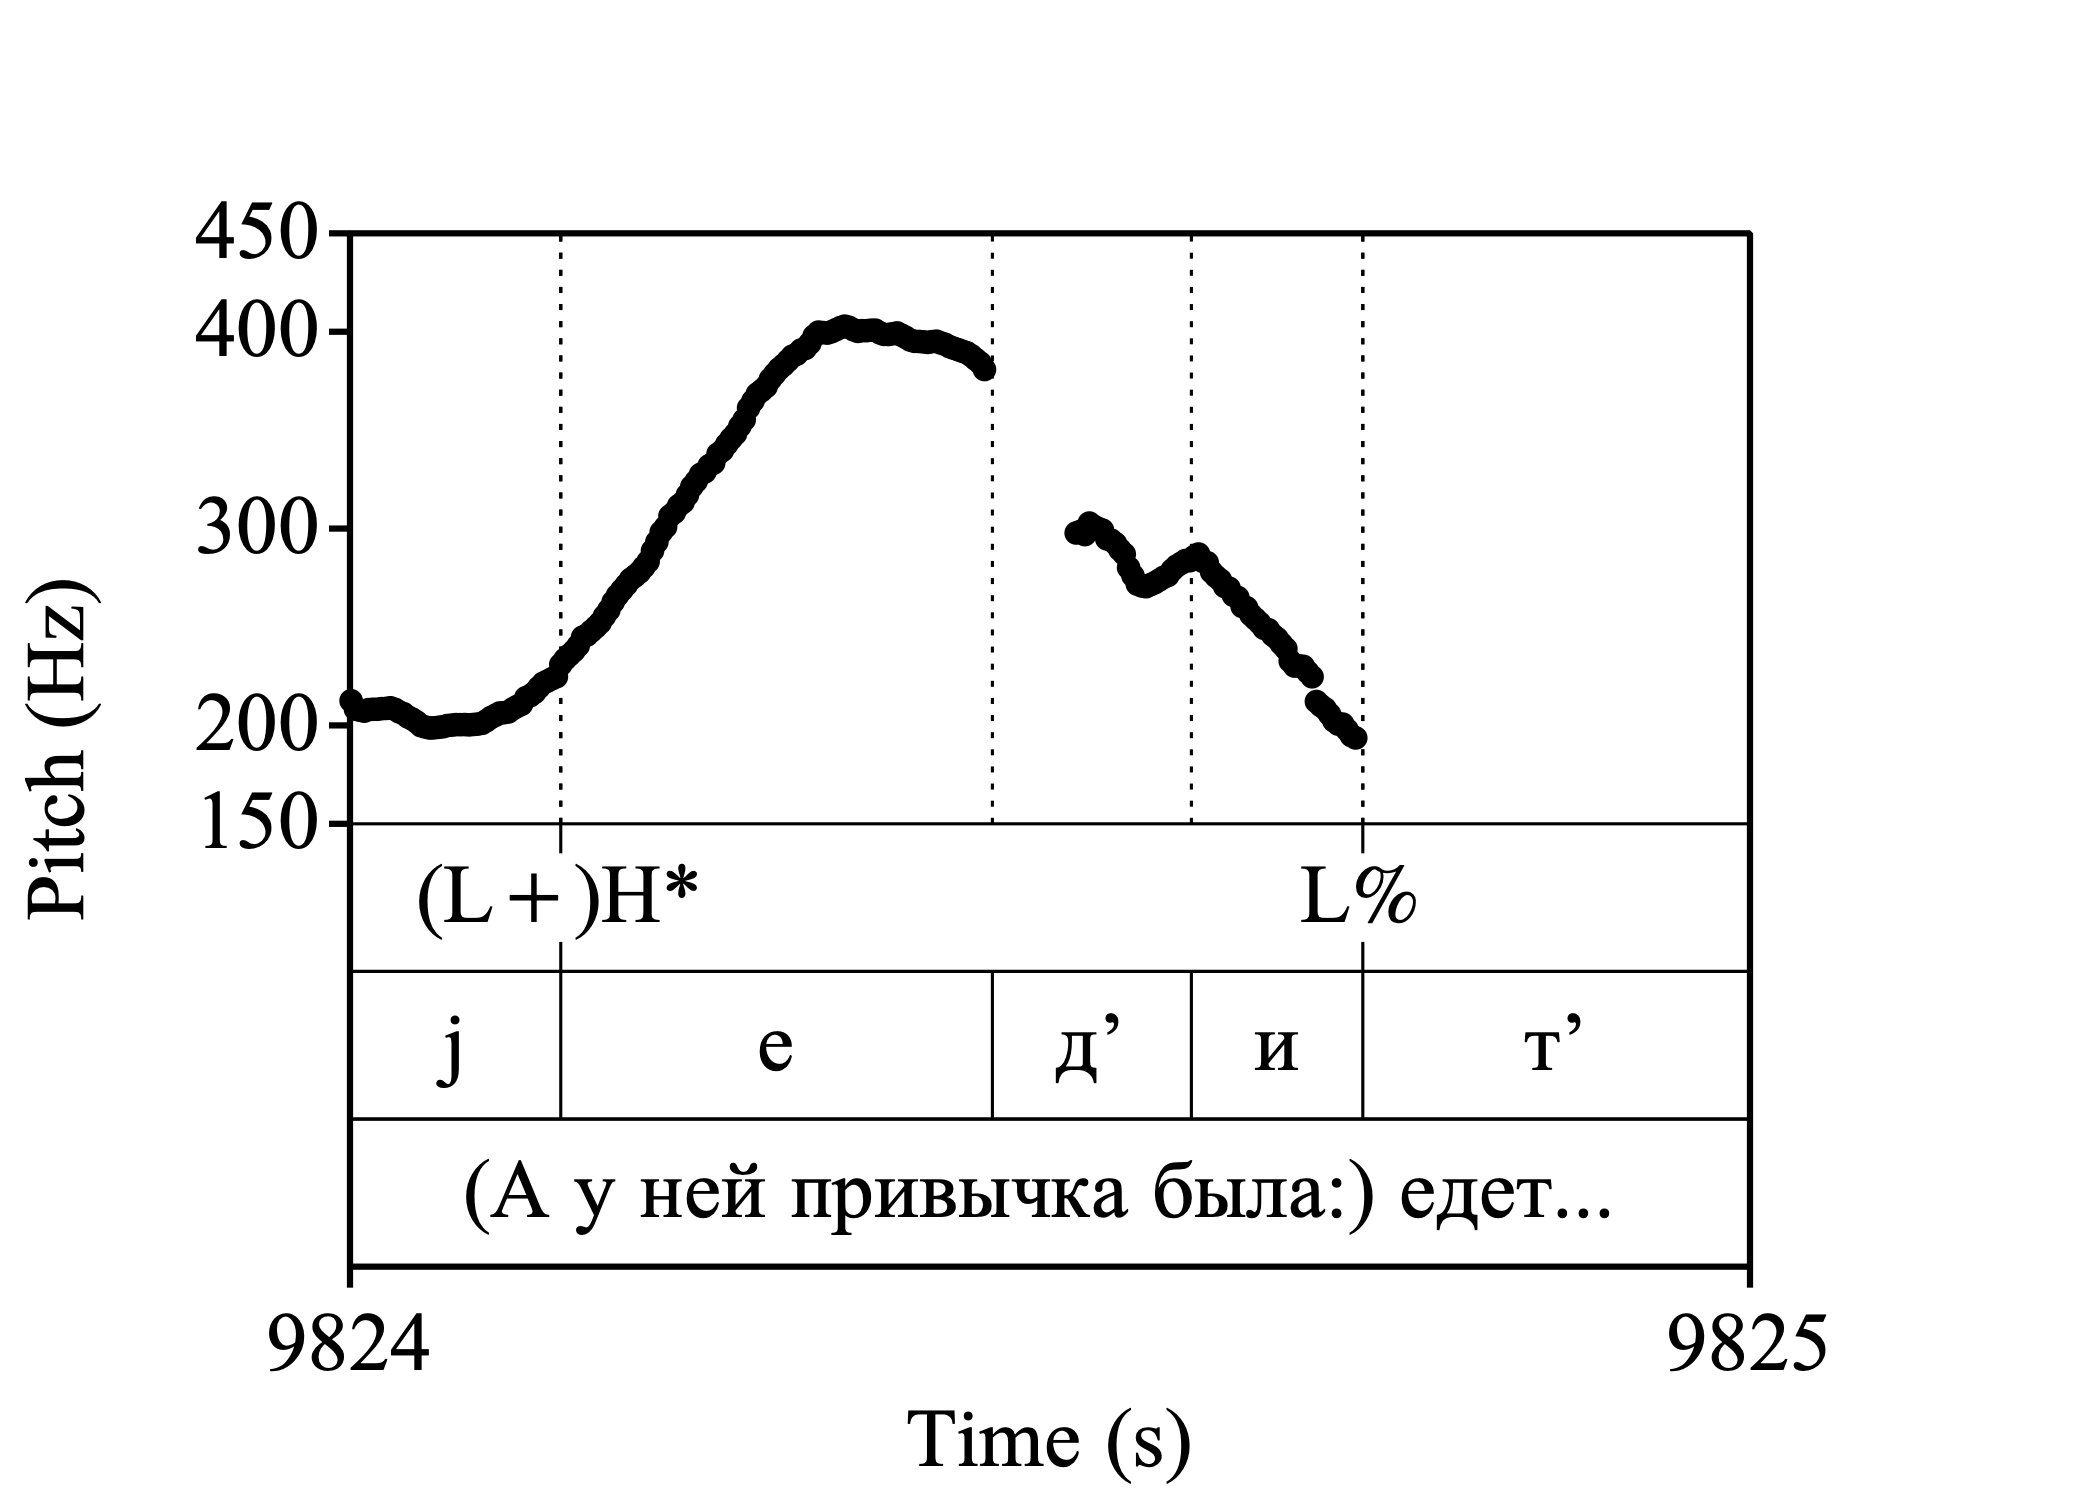 450
400
300
200
150
Pitch (Hz)
(L+)H* L%
j е д’ и т’
(А у ней привычка была:) едет...
9824 9825
Time (s)